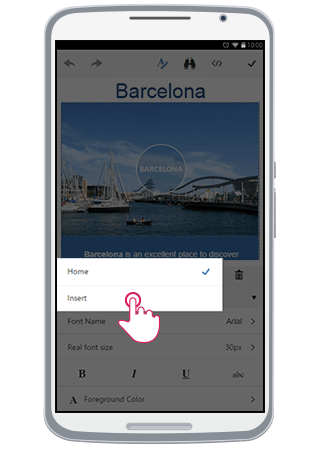 10:00
Barcelona
BARCELONA
Barcelona is an excellent place to discover
Home
Insert
Font Name Arial
Real font size 30px
B I U abc
A Foreground Color